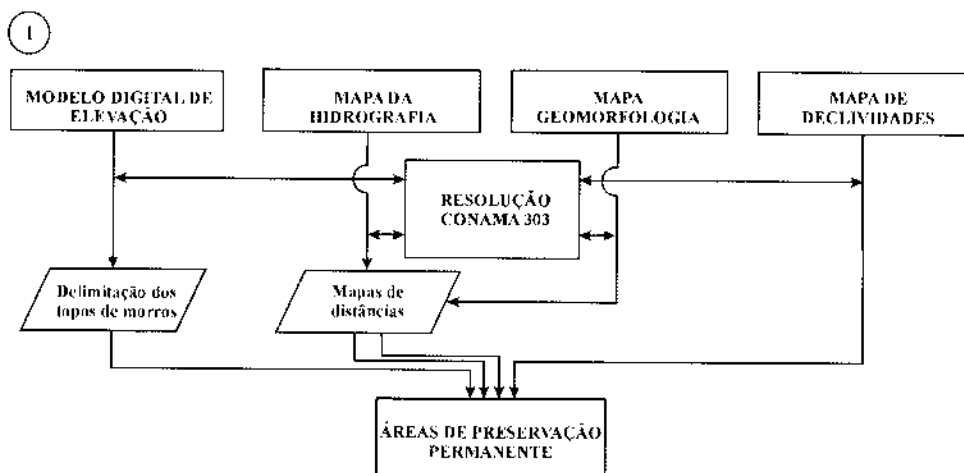 1
MODELO DIGITAL DE
ELEVAÇÃO
MAPA DA
HIDROGRAFIA
MAPA
GEOMORFOLOGIA
MAPA DE
DECLIVIDADES
RESOLUÇÃO
CONAMA 303
Delimitação dos
topos de morros
Mapas de
distâncias
ÁREAS DE PRESERVAÇÃO
PERMANENTE